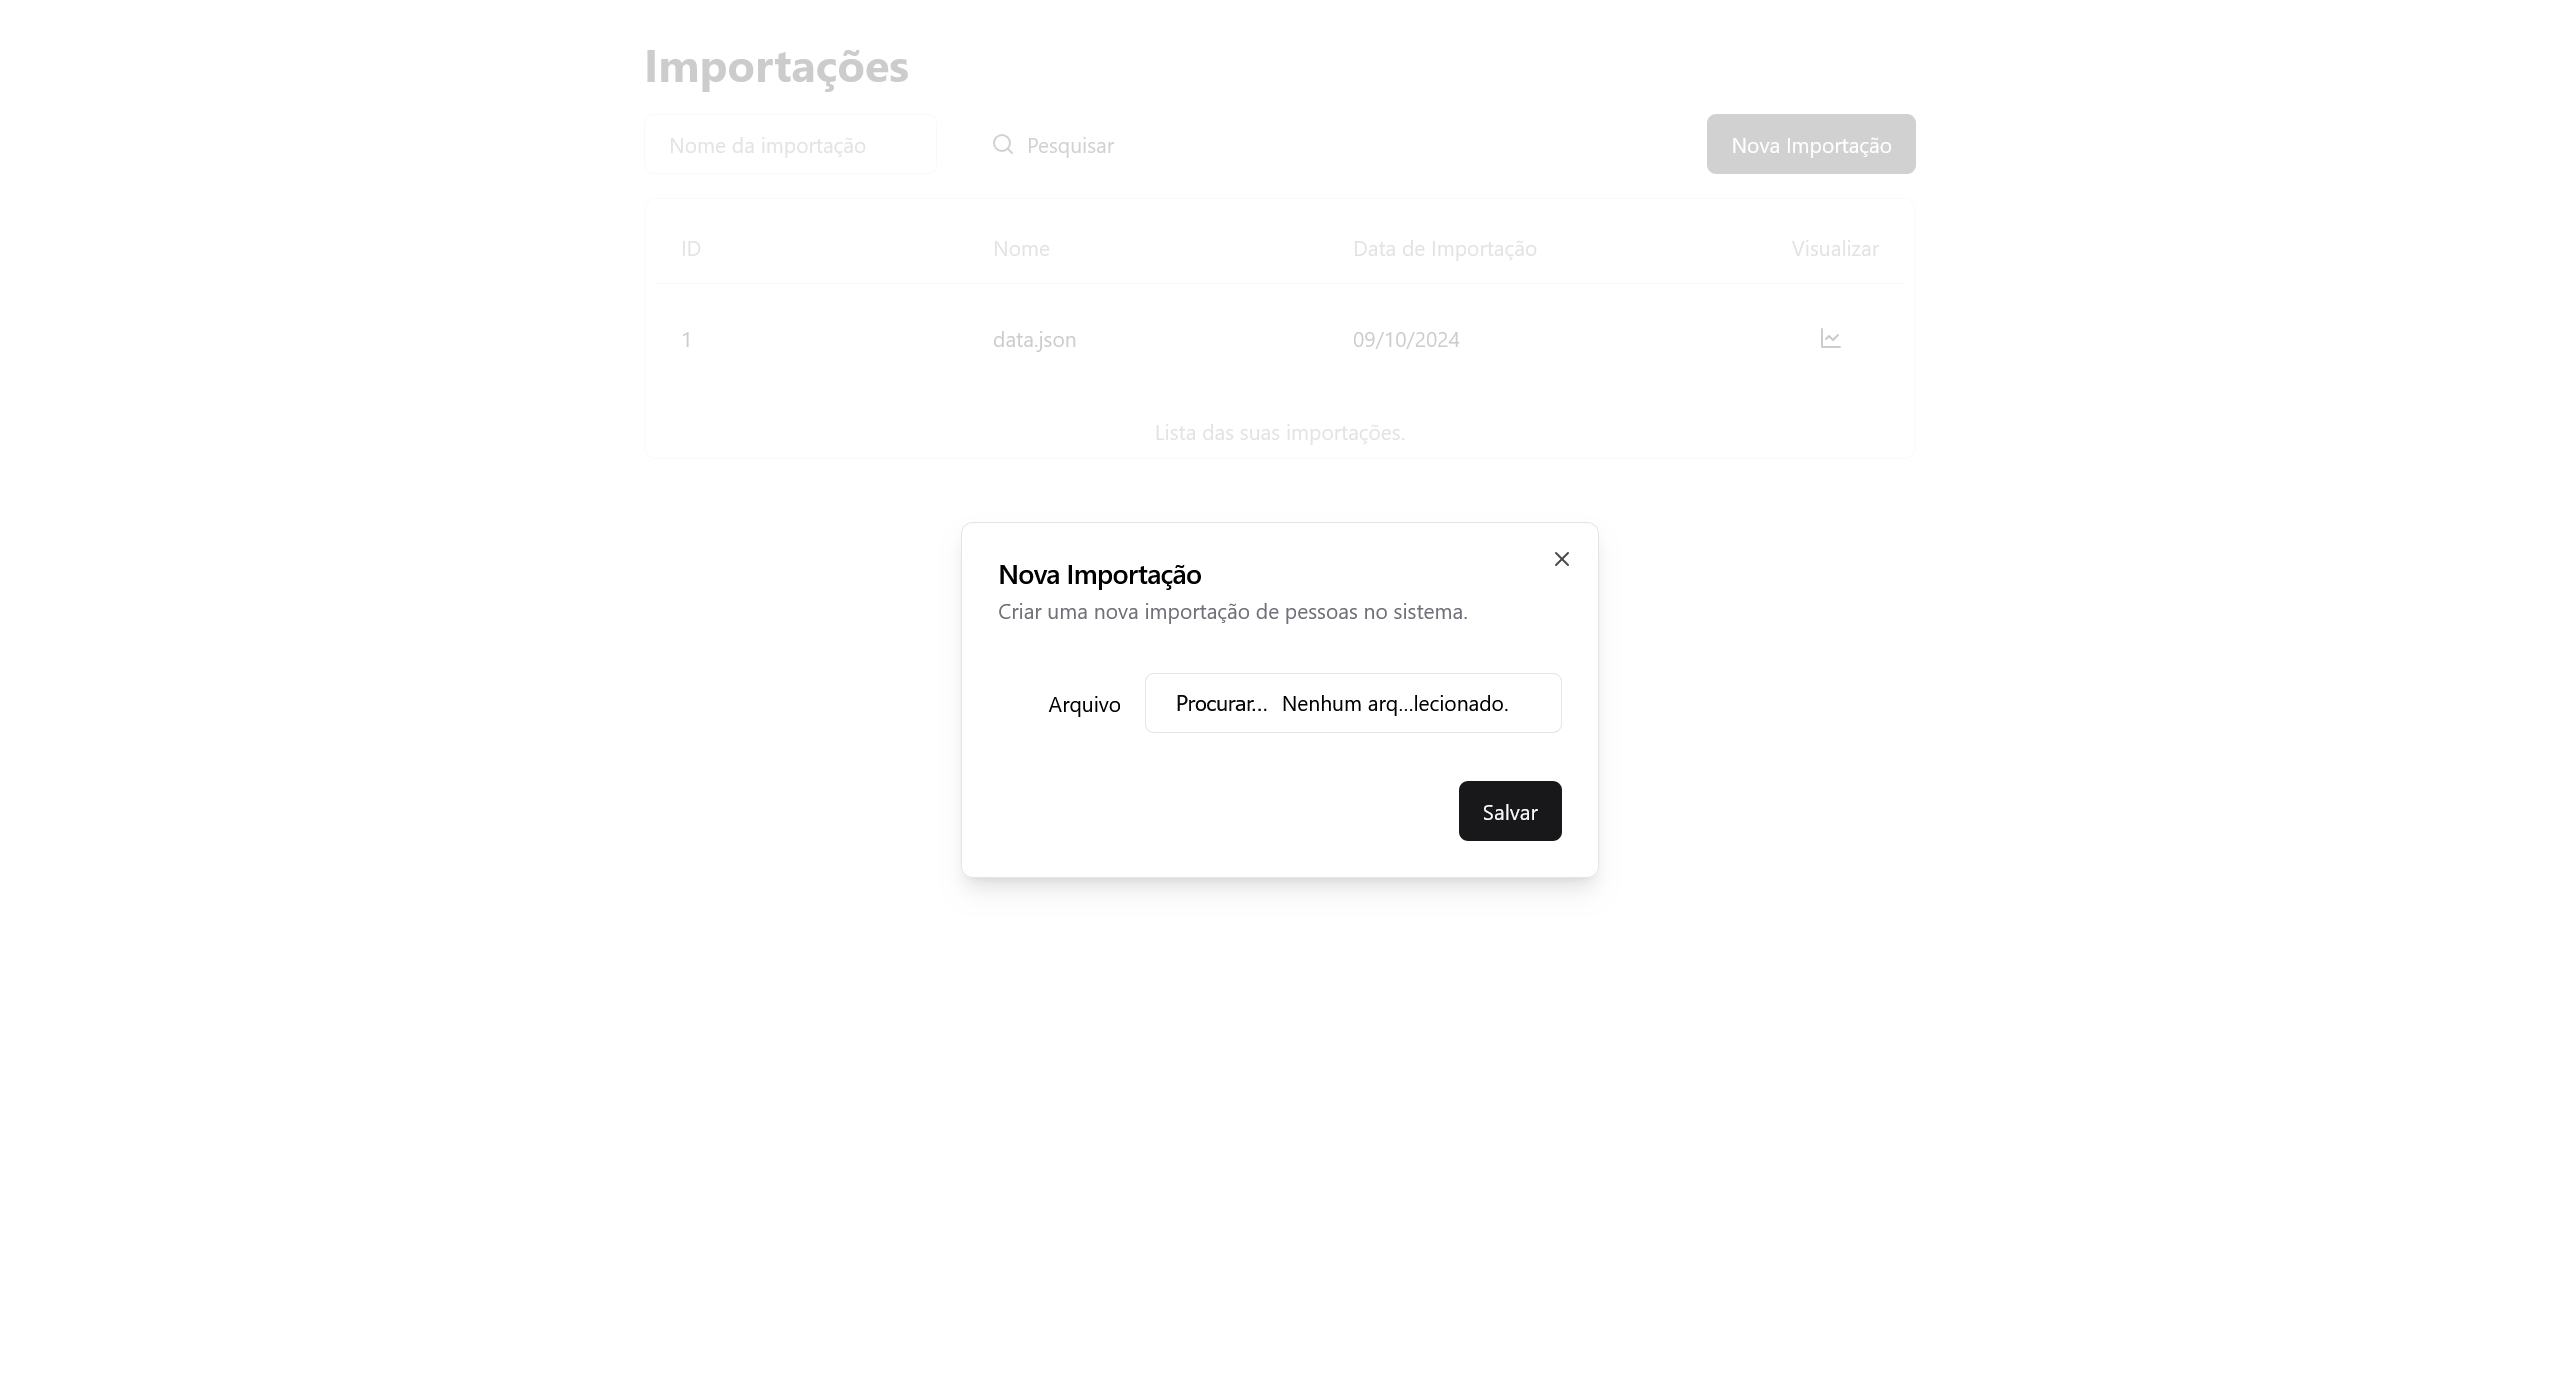 Importações
Nome da importação Pesquisar Nova Importação
ID Nome Data de Importação Visualizar
1 data.json 09/10/2024
Lista das suas importações.
Nova Importação
Criar uma nova importação de pessoas no sistema.
Arquivo Procurar... Nenhum arq...lecionado.
Salvar